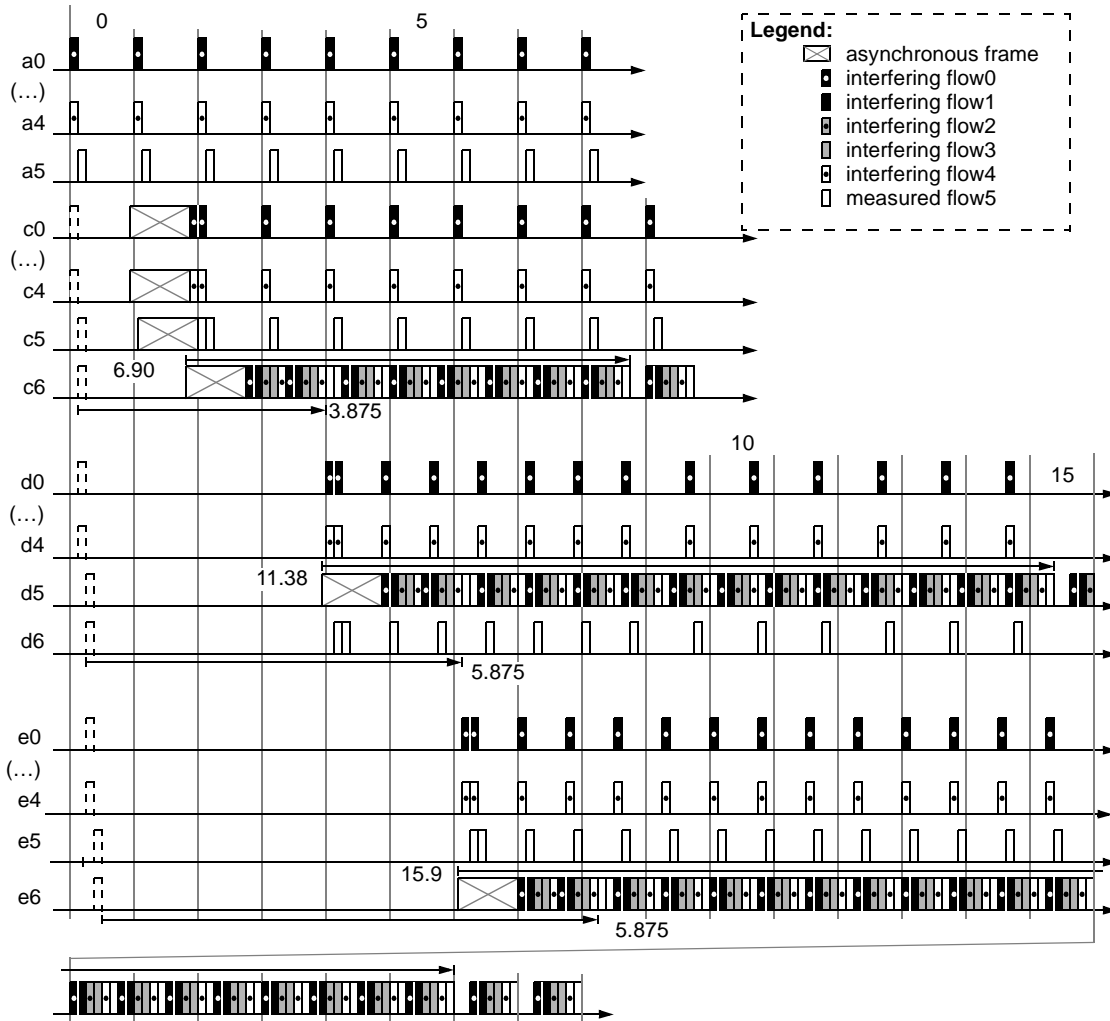 0
5
Legend:
asynchronous frame
interfering flow0
interfering flow1
interfering flow2
interfering flow3
interfering flow4
measured flow5
a0
(…)
a4
a5
c0
(…)
c4
c5
6.90
c6
3.875
10
d0
15
(…)
d4
11.38
d5
d6
5.875
e0
(…)
e4
e5
15.9
e6
5.875